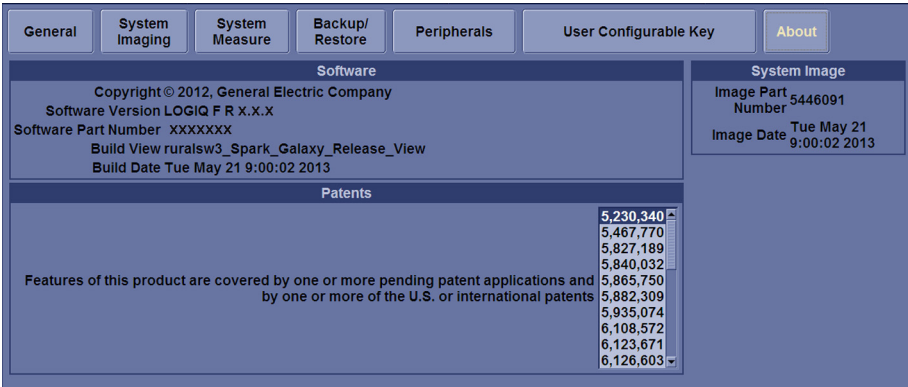 General
System
Imaging
System
Measure
Backup/
Restore
Peripherals
User Configurable Key
About
Software
Copyright © 2012, General Electric Company
Software Version LOGIQ F R X.X.X
Software Part Number XXXXXXX
Build View ruralsw3_Spark_Galaxy_Release_View
Build Date Tue May 21 9:00:02 2013
System Image
Image Part
Number 5446091
Image Date Tue May 21
9:00:02 2013
Patents
Features of this product are covered by one or more pending patent applications and
by one or more of the U.S. or international patents
5,230,340
5,467,770
5,827,189
5,840,032
5,865,750
5,882,309
5,935,074
6,108,572
6,123,671
6,126,603